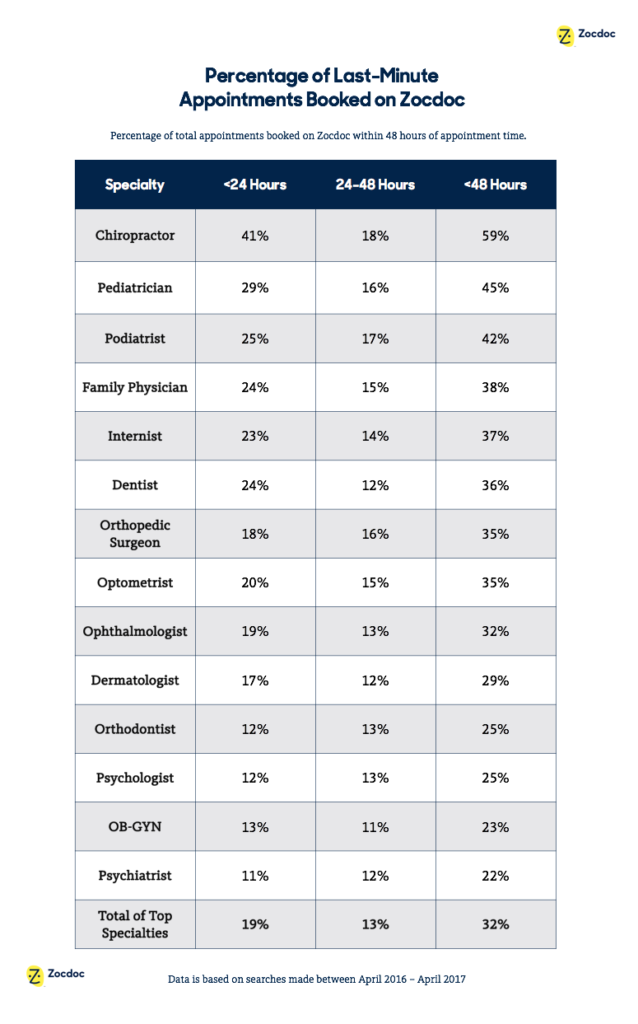 Zocdoc
Percentage of Last-Minute
Appointments Booked on Zocdoc
Percentage of total appointments booked on Zocdoc within 48 hours of appointment time.
Specialty <24 Hours 24-48 Hours <48 Hours
Chiropractor 41% 18% 59%
Pediatrician 29% 16% 45%
Podiatrist 25% 17% 42%
Family Physician 24% 15% 38%
Internist 23% 14% 37%
Dentist 24% 12% 36%
Orthopedic
Surgeon 18% 16% 35%
Optometrist 20% 15% 35%
Ophthalmologist 19% 13% 32%
Dermatologist 17% 12% 29%
Orthodontist 12% 13% 25%
Psychologist 12% 13% 25%
OB-GYN 13% 11% 23%
Psychiatrist 11% 12% 22%
Total of Top
Specialties 19% 13% 32%
Zocdoc
Data is based on searches made between April 2016 – April 2017